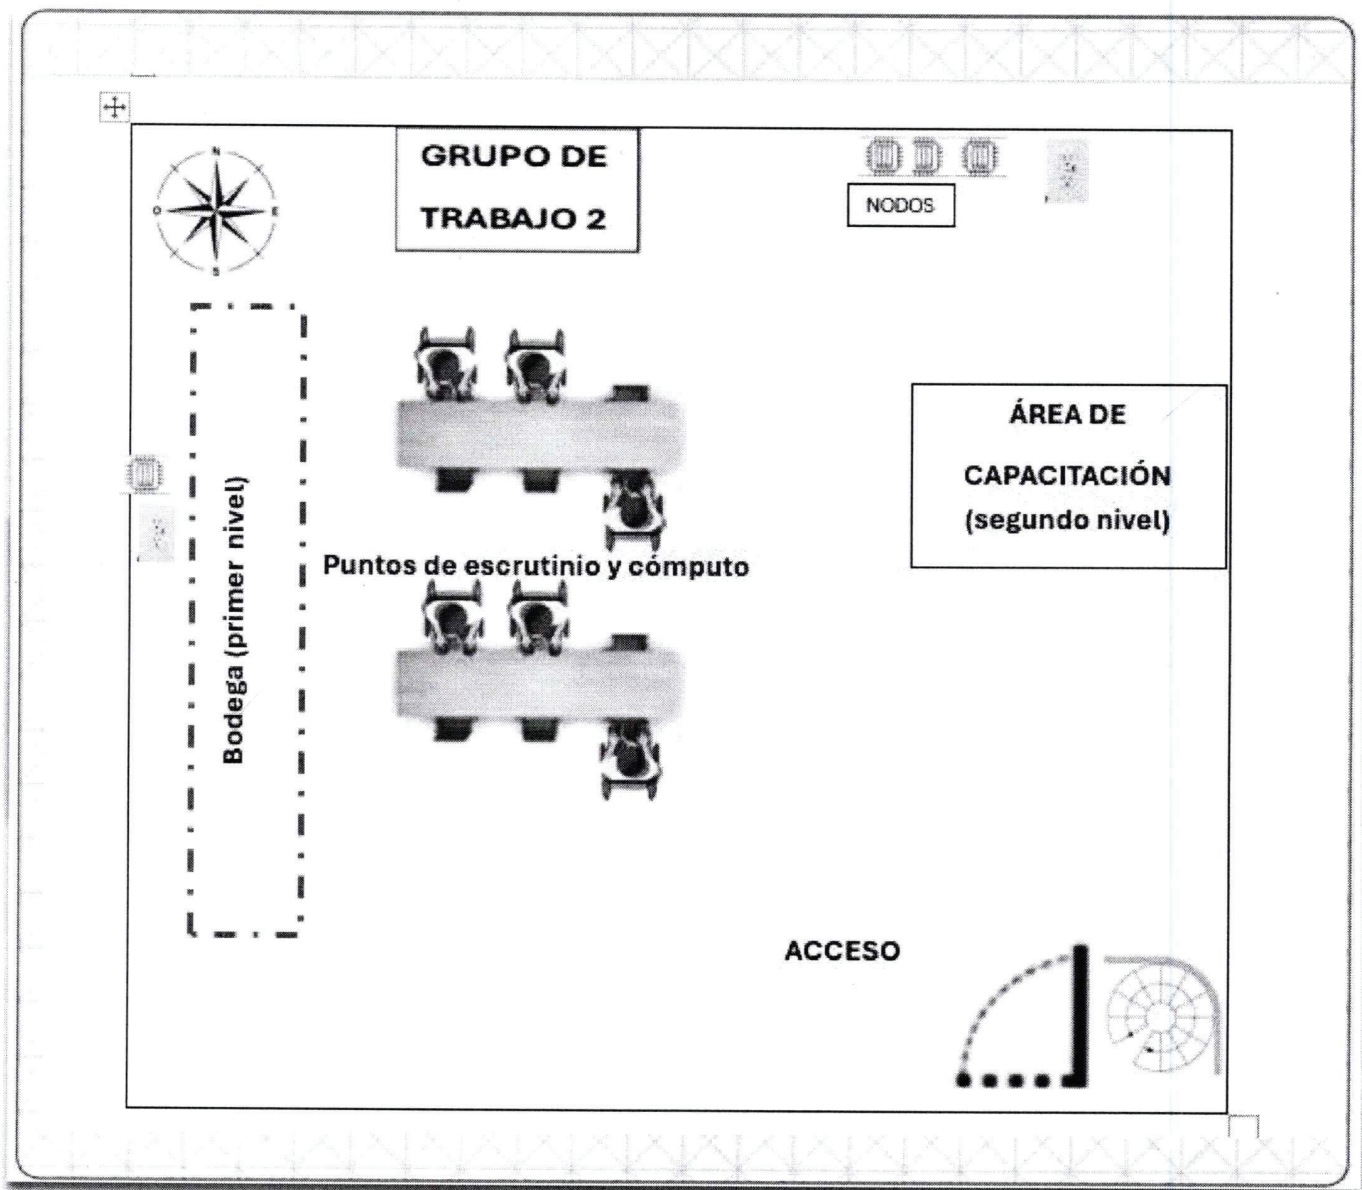 GRUPO DE
TRABAJO 2
NODOS
N
O
E
S
ÁREA DE
CAPACITACIÓN
(segundo nivel)
Bodega (primer nivel)
Puntos de escrutinio y cómputo
ACCESO